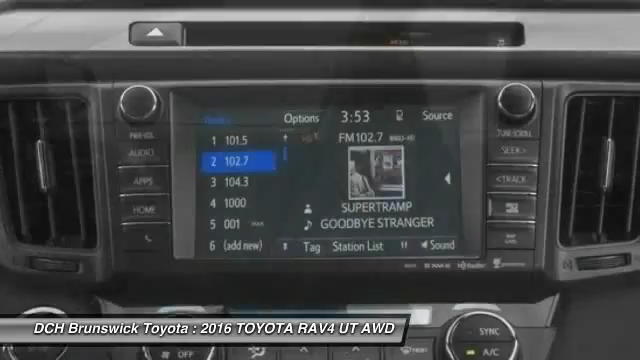 Options 3:53 Source
1 101.5 FM102.7
2 102.7
3 104.3
4 1000
5 001
6 (add new)
SUPERTRAMP
GOODBYE STRANGER
Tag Station List Sound
AUDIO
APPS
HOME
TUNE/SCROLL
SEEK>
<TRACK
OFF
SYNC
A/C
DCH Brunswick Toyota : 2016 TOYOTA RAV4 UT AWD